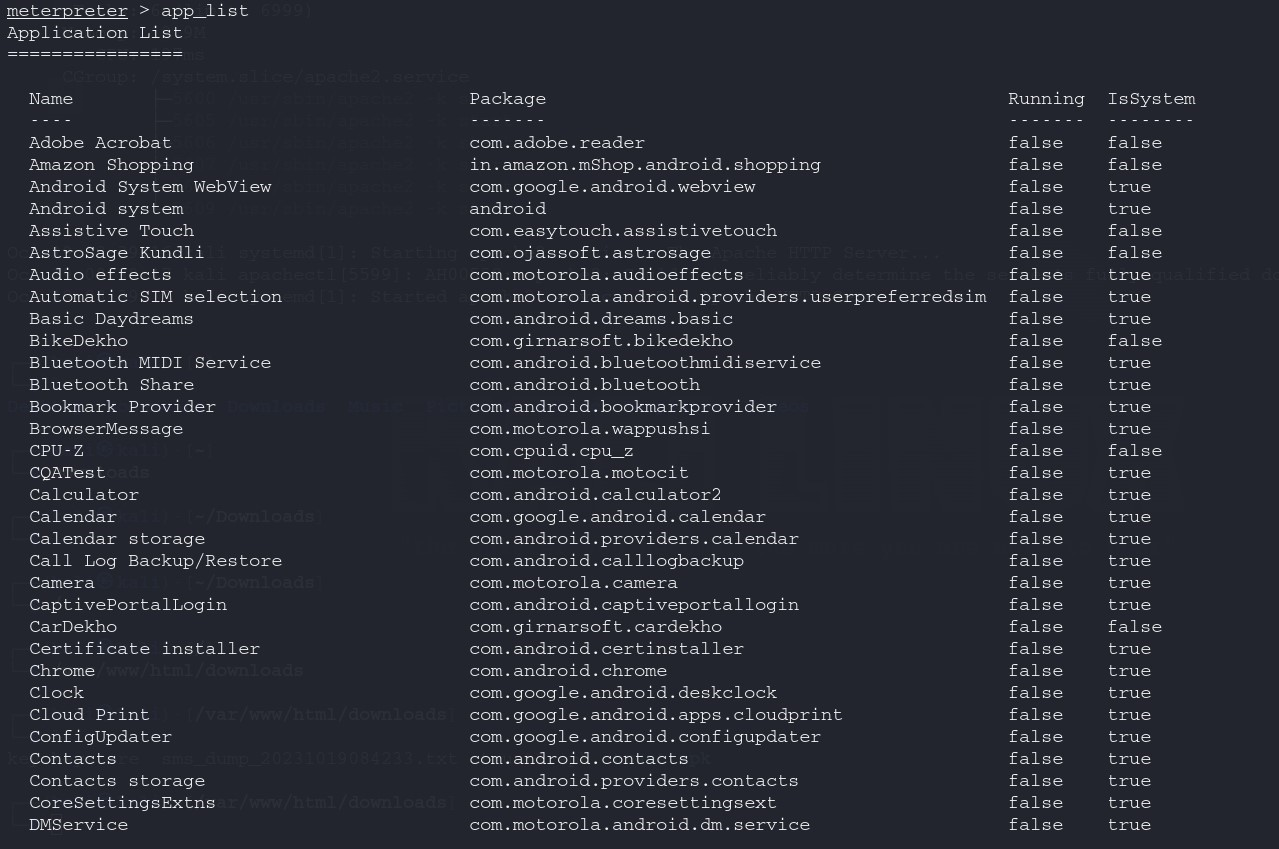 meterpreter > app_list
Application List
================
Name Package Running IsSystem
---- ------- ------- --------
Adobe Acrobat com.adobe.reader false false
Amazon Shopping in.amazon.mShop.android.shopping false false
Android System WebView com.google.android.webview false true
Android system android false true
Assistive Touch com.easytouch.assistivetouch false false
AstroSage Kundli com.ojassoft.astrosage false false
Audio effects com.motorola.audioeffects false true
Automatic SIM selection com.motorola.android.providers.userpreferredsim false true
Basic Daydreams com.android.dreams.basic false true
BikeDekho com.girnarsoft.bikedekho false false
Bluetooth MIDI Service com.android.bluetoothmidiservice false true
Bluetooth Share com.android.bluetooth false true
Bookmark Provider com.android.bookmarkprovider false true
BrowserMessage com.motorola.wappushsi false true
CPU-Z com.cpuid.cpu_z false false
CQATest com.motorola.motocit false true
Calculator com.android.calculator2 false true
Calendar com.google.android.calendar false true
Calendar storage com.android.providers.calendar false true
Call Log Backup/Restore com.android.calllogbackup false true
Camera com.motorola.camera false true
CaptivePortalLogin com.android.captiveportallogin false true
CarDekho com.girnarsoft.cardekho false false
Certificate installer com.android.certinstaller false true
Chrome com.android.chrome false true
Clock com.google.android.deskclock false true
Cloud Print com.google.android.apps.cloudprint false true
ConfigUpdater com.google.android.configupdater false true
Contacts com.android.contacts false true
Contacts storage com.android.providers.contacts false true
CoreSettingsExtns com.motorola.coresettingsext false true
DMService com.motorola.android.dm.service false true